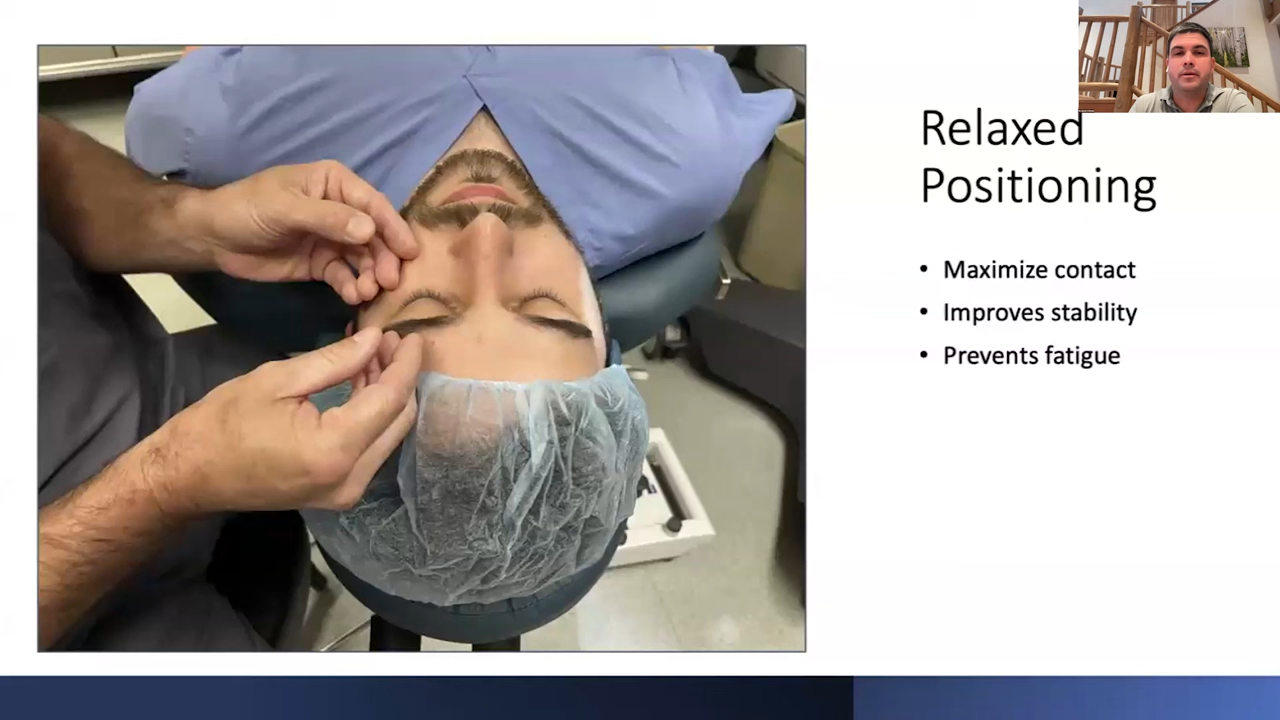 Relaxed
Positioning
• Maximize contact
• Improves stability
• Prevents fatigue